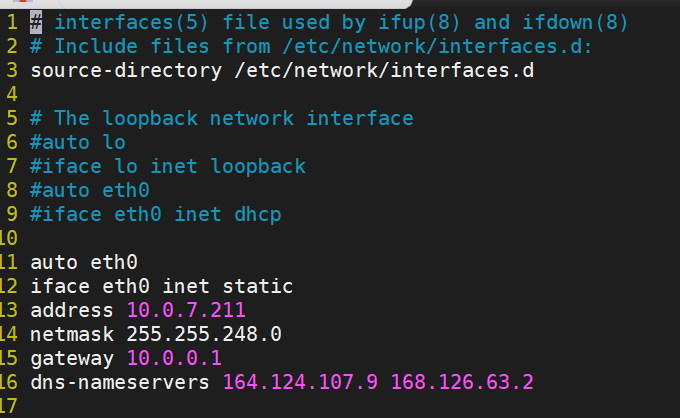 1 # interfaces(5) file used by ifup(8) and ifdown(8)
2 # Include files from /etc/network/interfaces.d:
3 source-directory /etc/network/interfaces.d
4
5 # The loopback network interface
6 #auto lo
7 #iface lo inet loopback
8 #auto eth0
9 #iface eth0 inet dhcp
10
11 auto eth0
12 iface eth0 inet static
13 address 10.0.7.211
14 netmask 255.255.248.0
15 gateway 10.0.0.1
16 dns-nameservers 164.124.107.9 168.126.63.2
17